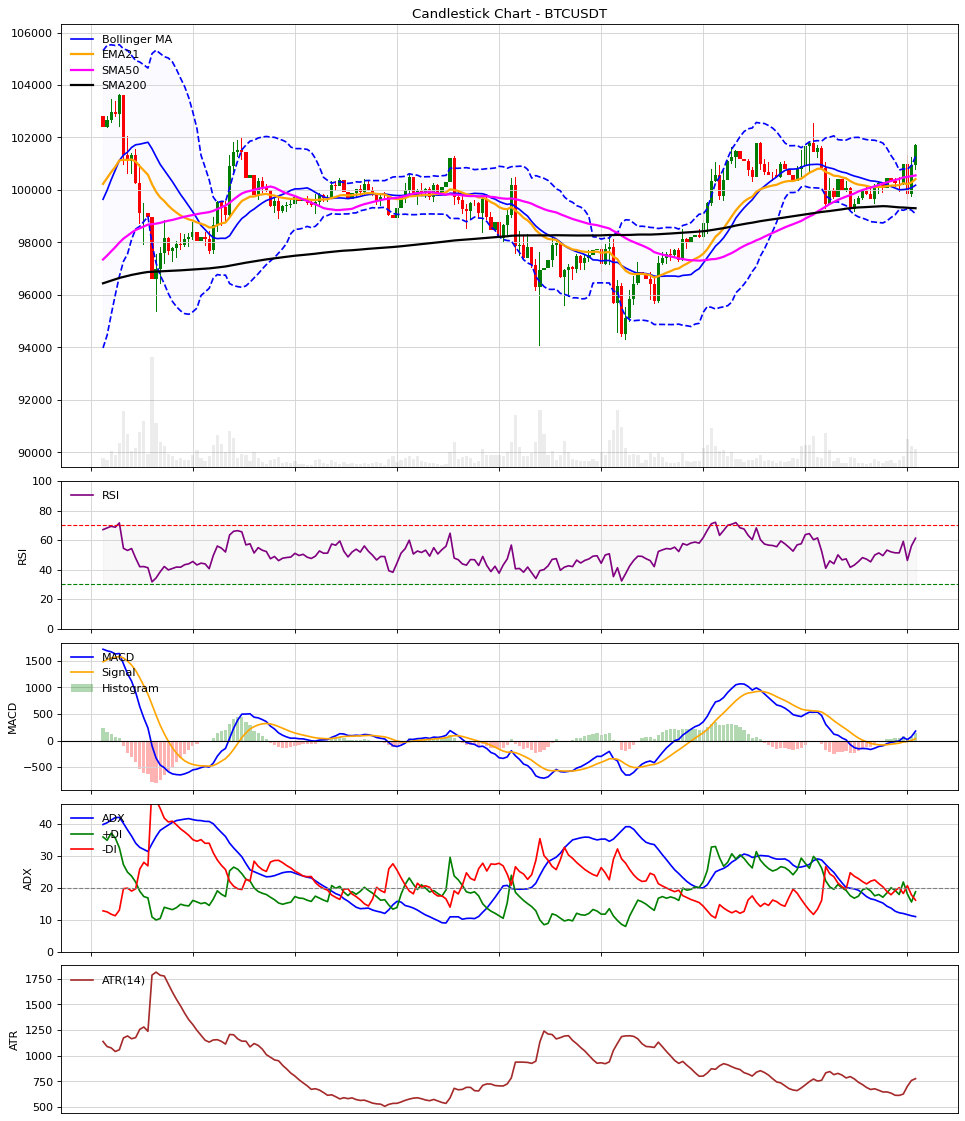 Candlestick Chart - BTCUSDT
106000
104000
102000
100000
98000
96000
94000
92000
90000
Bollinger MA
EMA21
SMA50
SMA200
100
80
60
40
20
0
RSI
RSI
1500
1000
500
0
−500
MACD
MACD
Signal
Histogram
40
30
20
10
0
ADX
ADX
+DI
-DI
1750
1500
1250
1000
750
500
ATR
ATR(14)